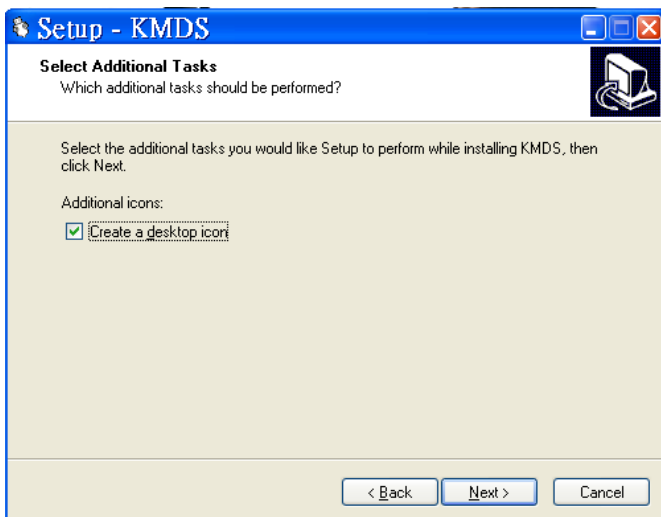 Setup - KMDS
Select Additional Tasks
Which additional tasks should be performed?
Select the additional tasks you would like Setup to perform while installing KMDS, then
click Next.
Additional icons:
Create a desktop icon
< Back
Next >
Cancel